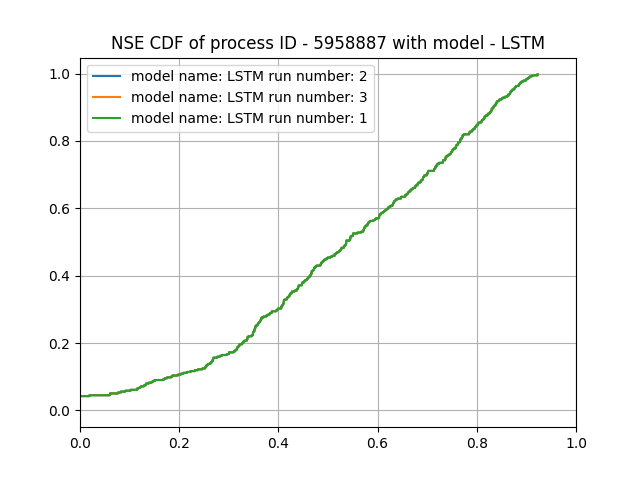 NSE CDF of process ID - 5958887 with model - LSTM
model name: LSTM run number: 2
model name: LSTM run number: 3
model name: LSTM run number: 1
1.0
0.8
0.6
0.4
0.2
0.0
0.0 0.2 0.4 0.6 0.8 1.0